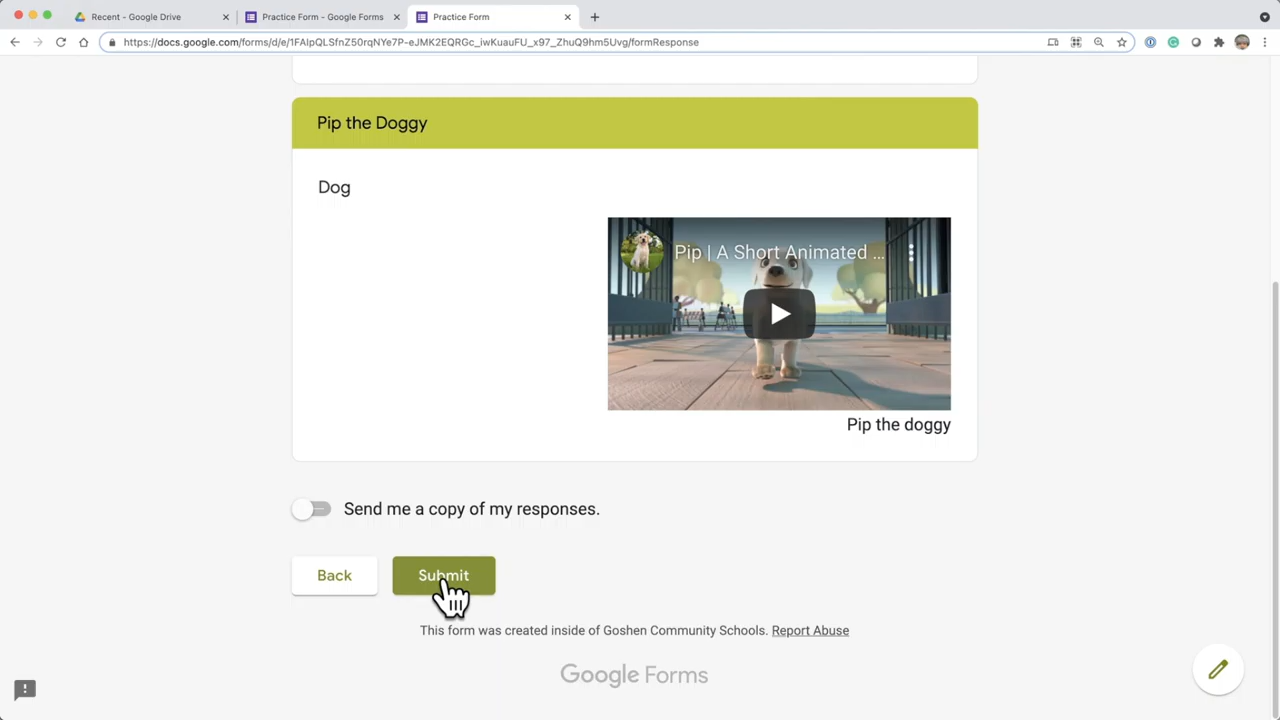 Recent - Google Drive
Practice Form - Google Forms
Practice Form
https://docs.google.com/forms/d/e/1FAIpQLSfnZ50rqNYe7P-eJMK2EQRGc_iwKuauFU_x97_ZhuQ9hm5Uvg/formResponse
Pip the Doggy
Dog
Pip | A Short Animated ...
Pip the doggy
Send me a copy of my responses.
Back
Submit
This form was created inside of Goshen Community Schools. Report Abuse
Google Forms